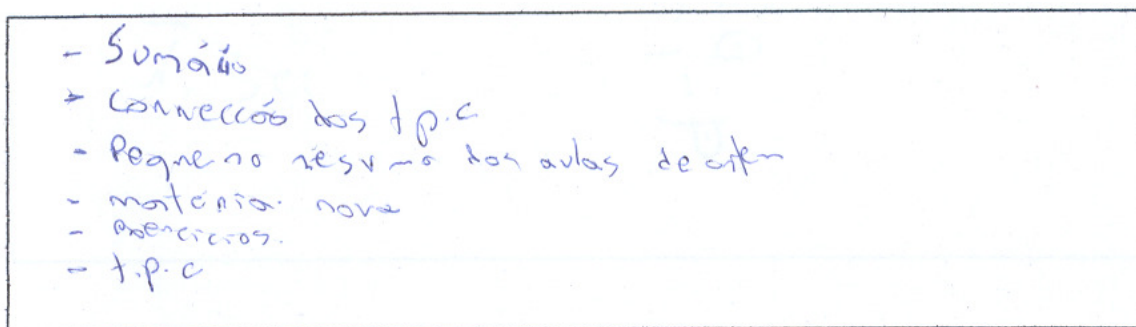 - Sumário
- Correcção dos t.p.c
- Pequeno resumo das aulas de ontem
- matéria nova
- exercícios.
- t.p.c